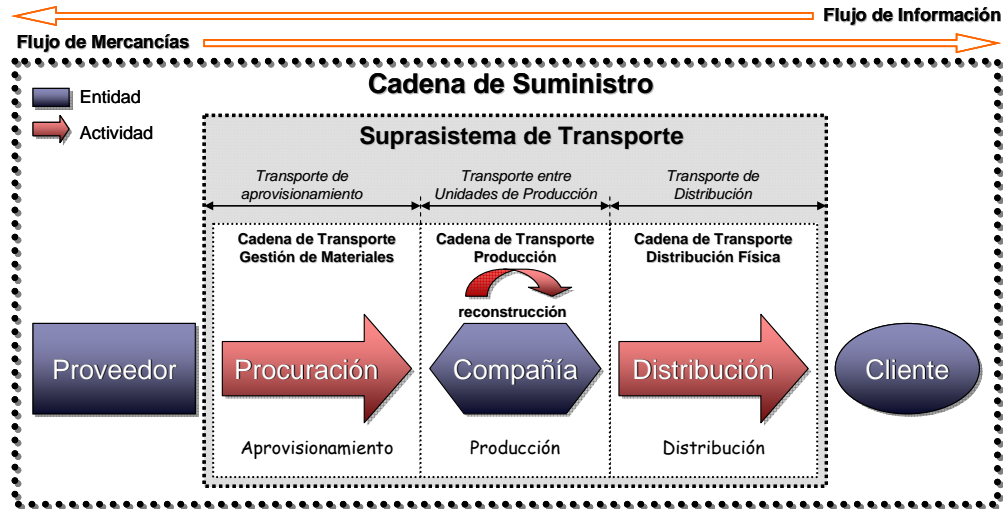 Flujo de Información
Flujo de Mercancías
Cadena de Suministro
Entidad
Actividad
Suprasistema de Transporte
Transporte de
aprovisionamiento
Transporte entre
Unidades de Producción
Transporte de
Distribución
Cadena de Transporte
Gestión de Materiales
Cadena de Transporte
Producción
Cadena de Transporte
Distribución Física
reconstrucción
Proveedor
Procuración
Compañía
Distribución
Cliente
Aprovisionamiento
Producción
Distribución